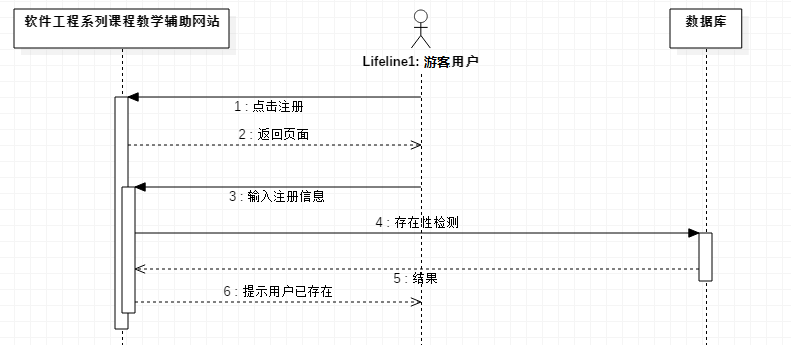 软件工程系列课程教学辅助网站
Lifeline1: 游客用户
数据库
1 : 点击注册
2 : 返回页面
3 : 输入注册信息
4 : 存在性检测
5 : 结果
6 : 提示用户已存在